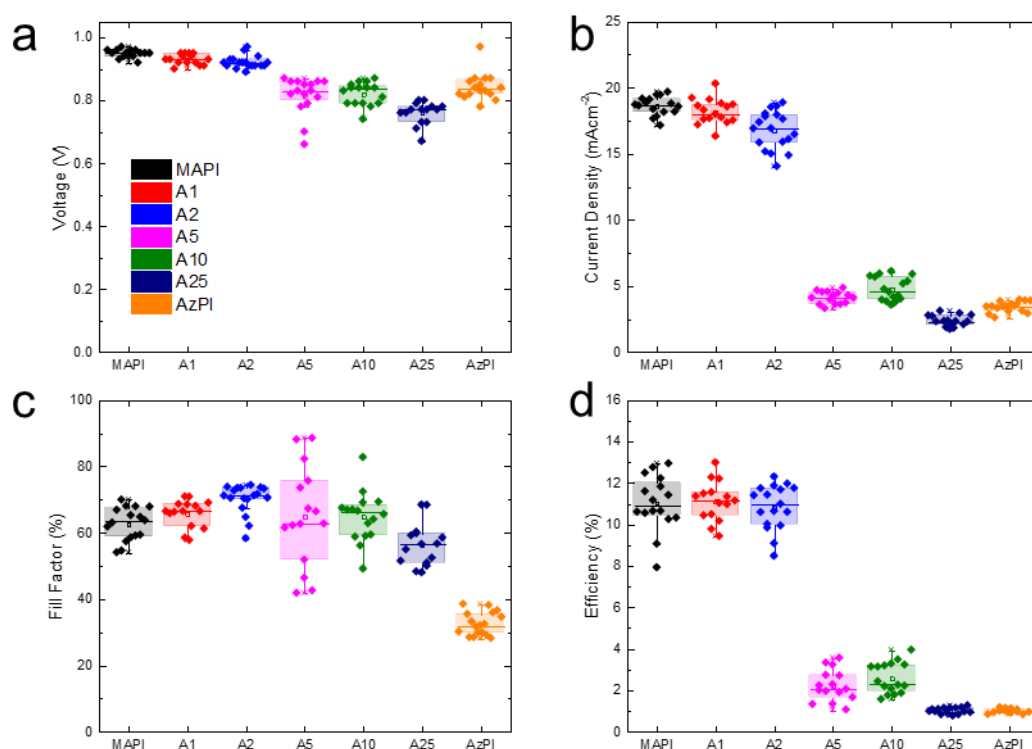 a
Voltage (V)
1.0
0.8
0.6
0.4
0.2
0.0
MAPI
A1
A2
A5
A10
A25
AzPI
MAPI A1 A2 A5 A10 A25 AzPI
b
Current Density (mAcm⁻²)
25
20
15
10
5
0
MAPI A1 A2 A5 A10 A25 AzPI
c
Fill Factor (%)
100
80
60
40
20
0
MAPI A1 A2 A5 A10 A25 AzPI
d
Efficiency (%)
16
14
12
10
8
6
4
2
0
MAPI A1 A2 A5 A10 A25 AzPI